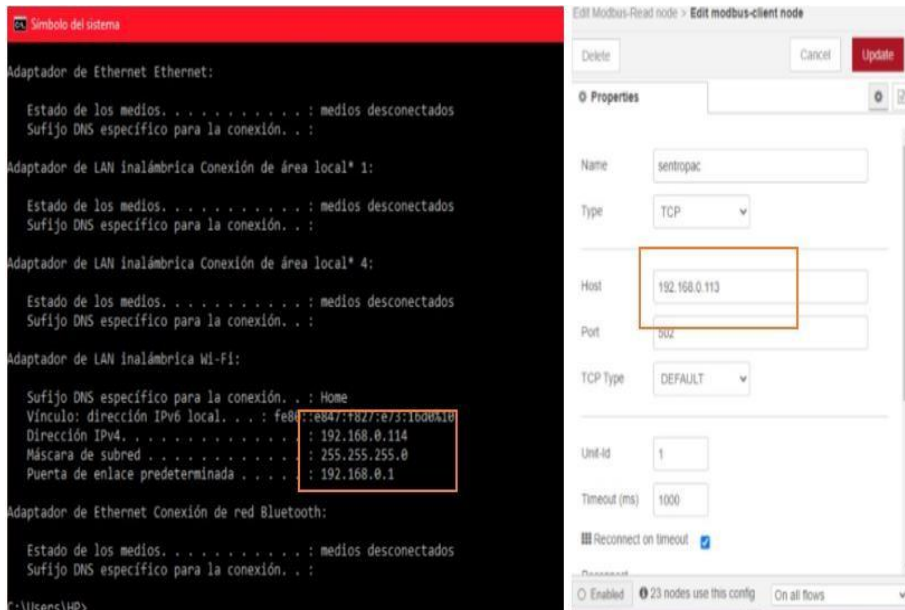 Símbolo del sistema
Adaptador de Ethernet Ethernet:
Estado de los medios. . . . . . . . . . . : medios desconectados
Sufijo DNS específico para la conexión. . :
Adaptador de LAN inalámbrica Conexión de área local* 1:
Estado de los medios. . . . . . . . . . . : medios desconectados
Sufijo DNS específico para la conexión. . :
Adaptador de LAN inalámbrica Conexión de área local* 4:
Estado de los medios. . . . . . . . . . . : medios desconectados
Sufijo DNS específico para la conexión. . :
Adaptador de LAN inalámbrica Wi-Fi:
Sufijo DNS específico para la conexión. . : Home
Vínculo: dirección IPv6 local. . . : fe80::e847:f827:e73:16d0%10
Dirección IPv4. . . . . . . . . . . . . . : 192.168.0.114
Máscara de subred . . . . . . . . . . . . : 255.255.255.0
Puerta de enlace predeterminada . . . . . : 192.168.0.1
Adaptador de Ethernet Conexión de red Bluetooth:
Estado de los medios. . . . . . . . . . . : medios desconectados
Sufijo DNS específico para la conexión. . :
C:\Users\HP>
Edit Modbus-Read node > Edit modbus-client node
Delete Cancel Update
Properties
Name sentropac
Type TCP
Host 192.168.0.113
Port 502
TCP Type DEFAULT
Unit-Id 1
Timeout (ms) 1000
Reconnect on timeout
Enabled 23 nodes use this config On all flows